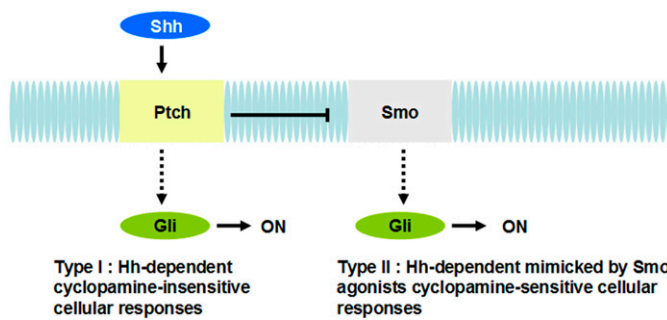 Shh
Ptch
Smo
Gli
ON
Gli
ON
Type I : Hh-dependent
cyclopamine-insensitive
cellular responses
Type II : Hh-dependent mimicked by Smo
agonists cyclopamine-sensitive cellular
responses